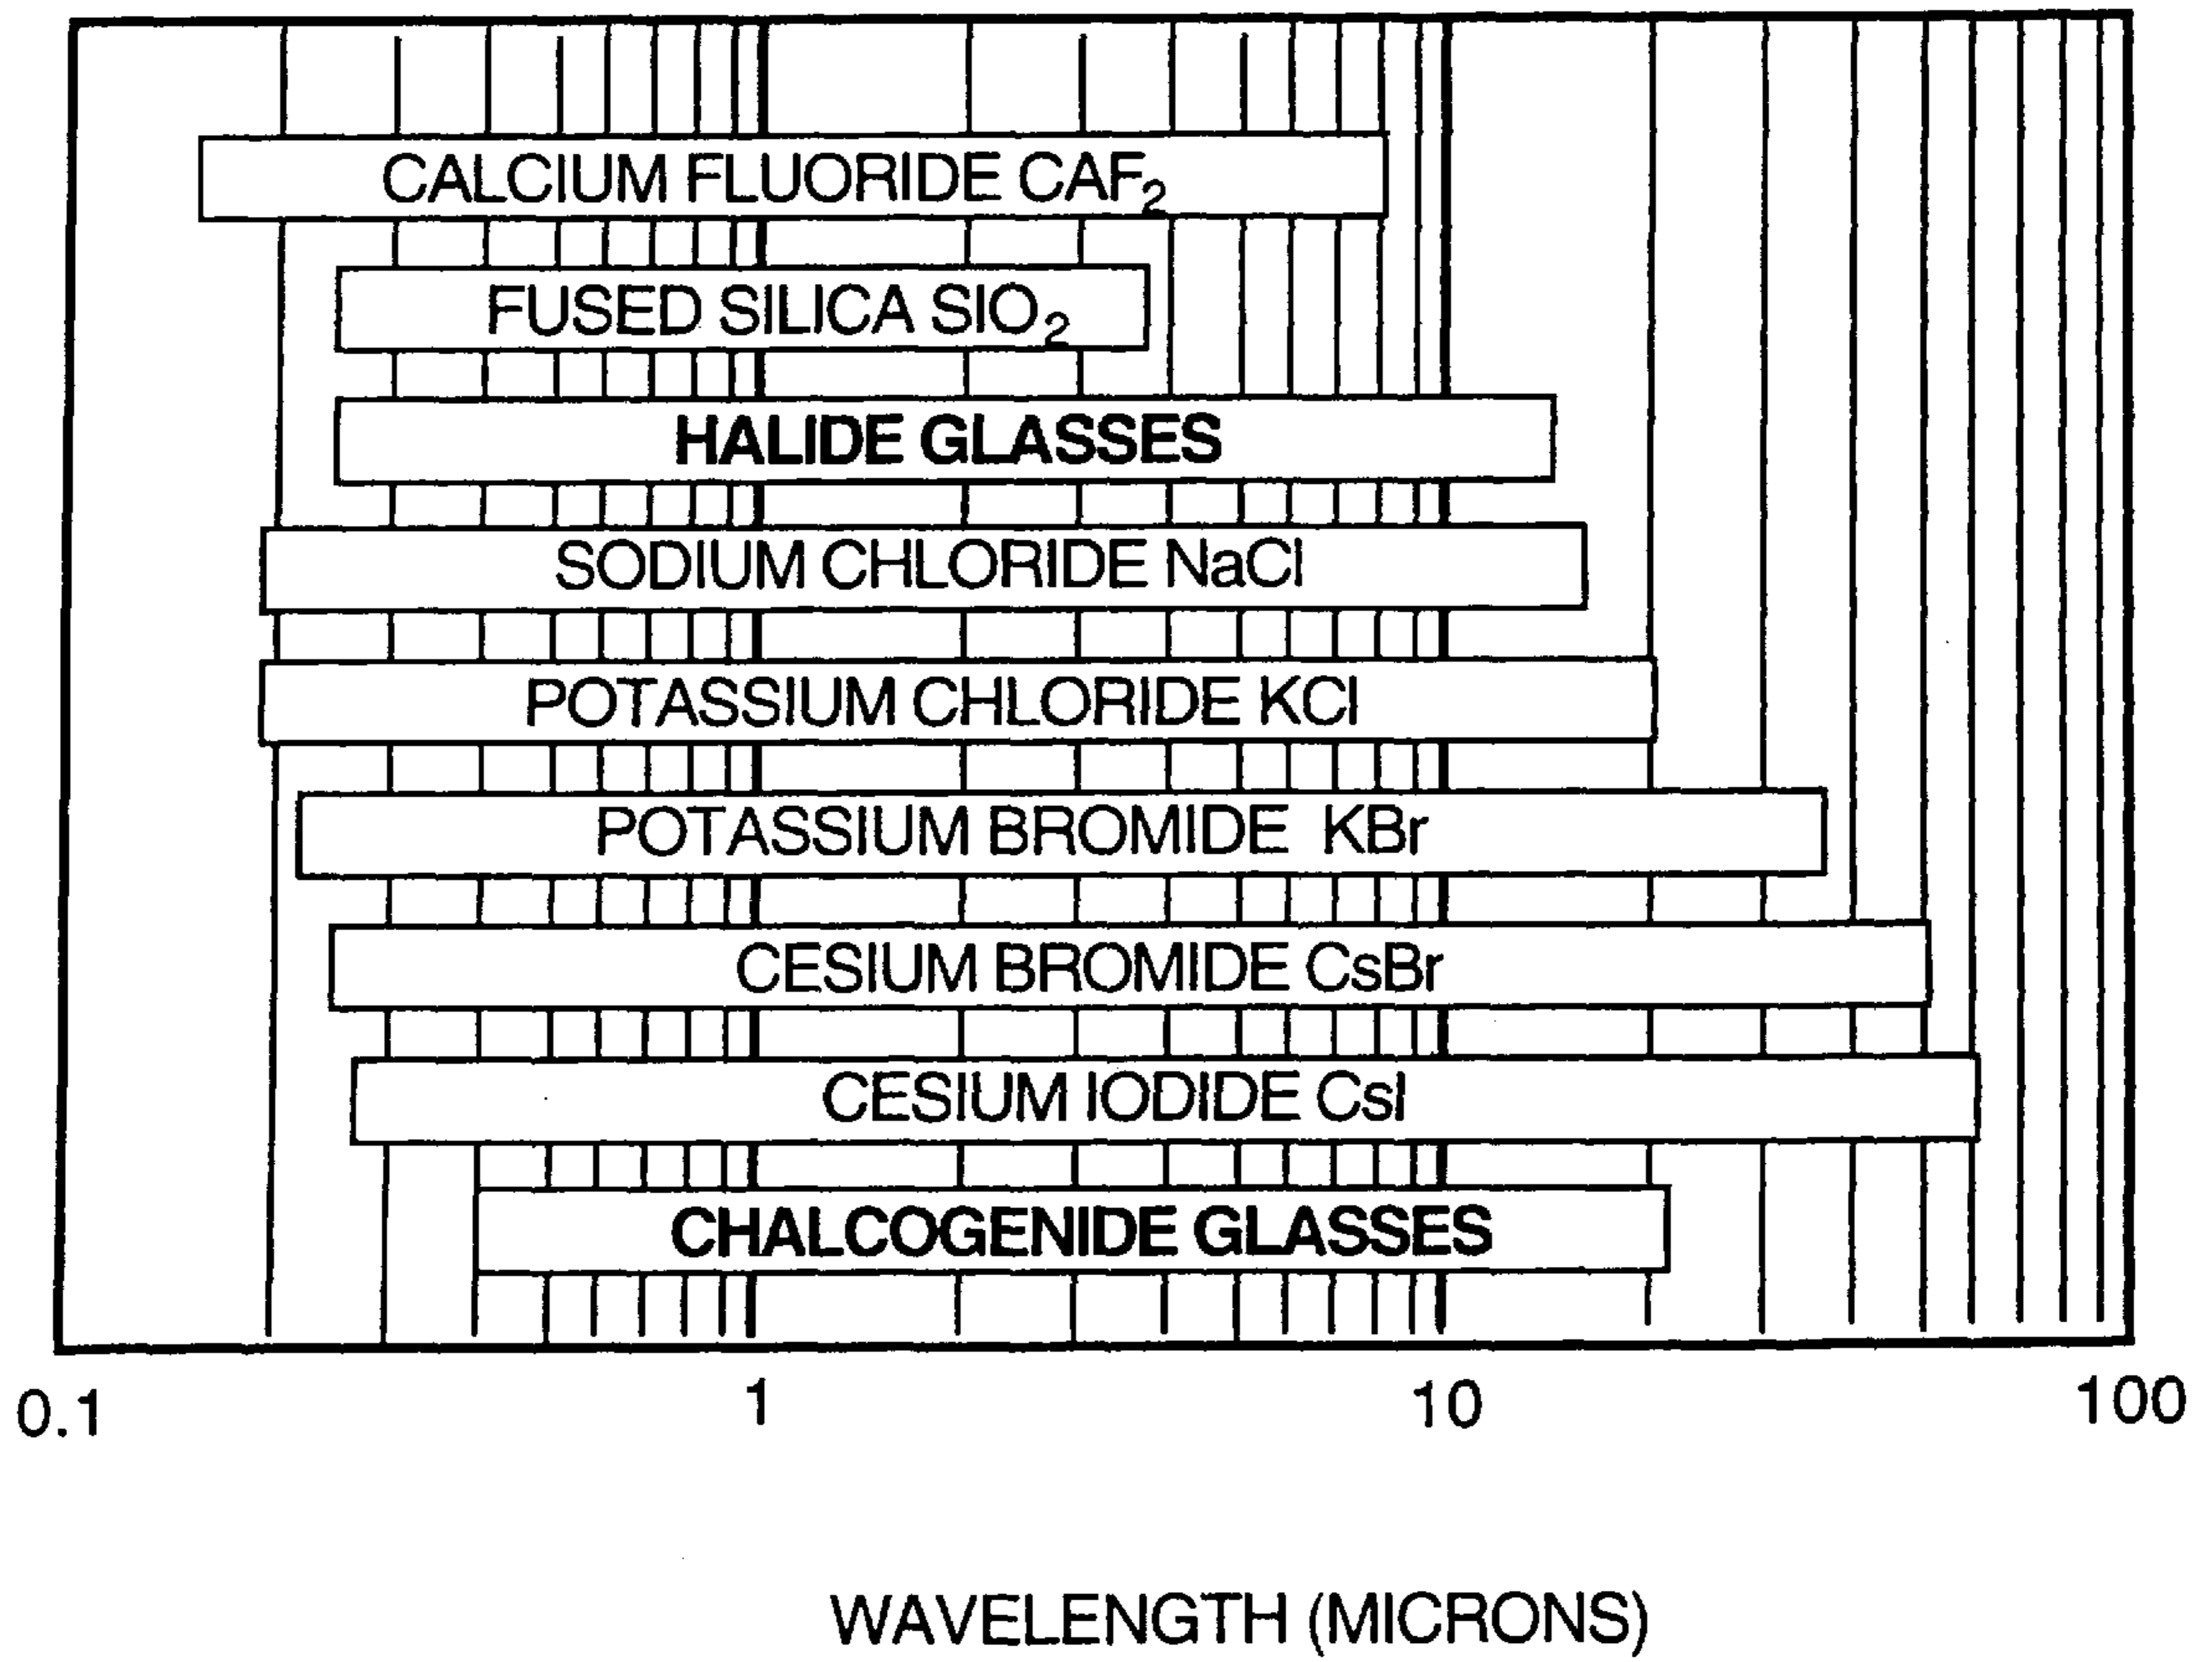 CALCIUM FLUORIDE CAF₂
FUSED SILICA SIO₂
HALIDE GLASSES
SODIUM CHLORIDE NaCl
POTASSIUM CHLORIDE KCl
POTASSIUM BROMIDE KBr
CESIUM BROMIDE CsBr
CESIUM IODIDE CsI
CHALCOGENIDE GLASSES
0.1 1 10 100
WAVELENGTH (MICRONS)